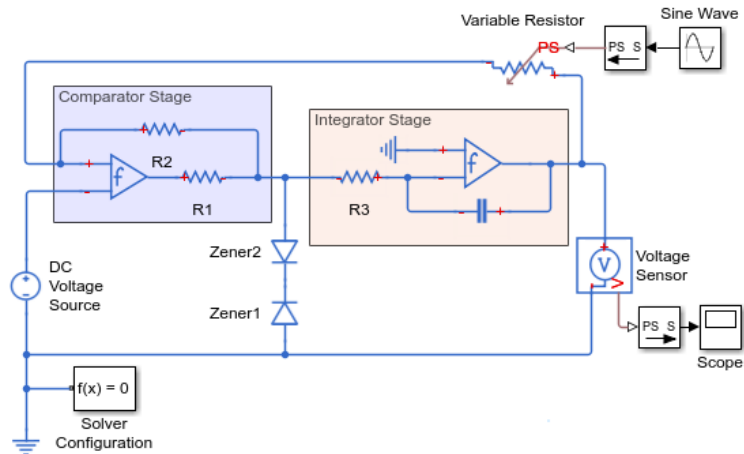 Variable Resistor
Sine Wave
PS
PS S
Comparator Stage
Integrator Stage
R2
R1
R3
f
f
Zener2
Zener1
DC
Voltage
Source
V
Voltage
Sensor
PS S
Scope
f(x) = 0
Solver
Configuration